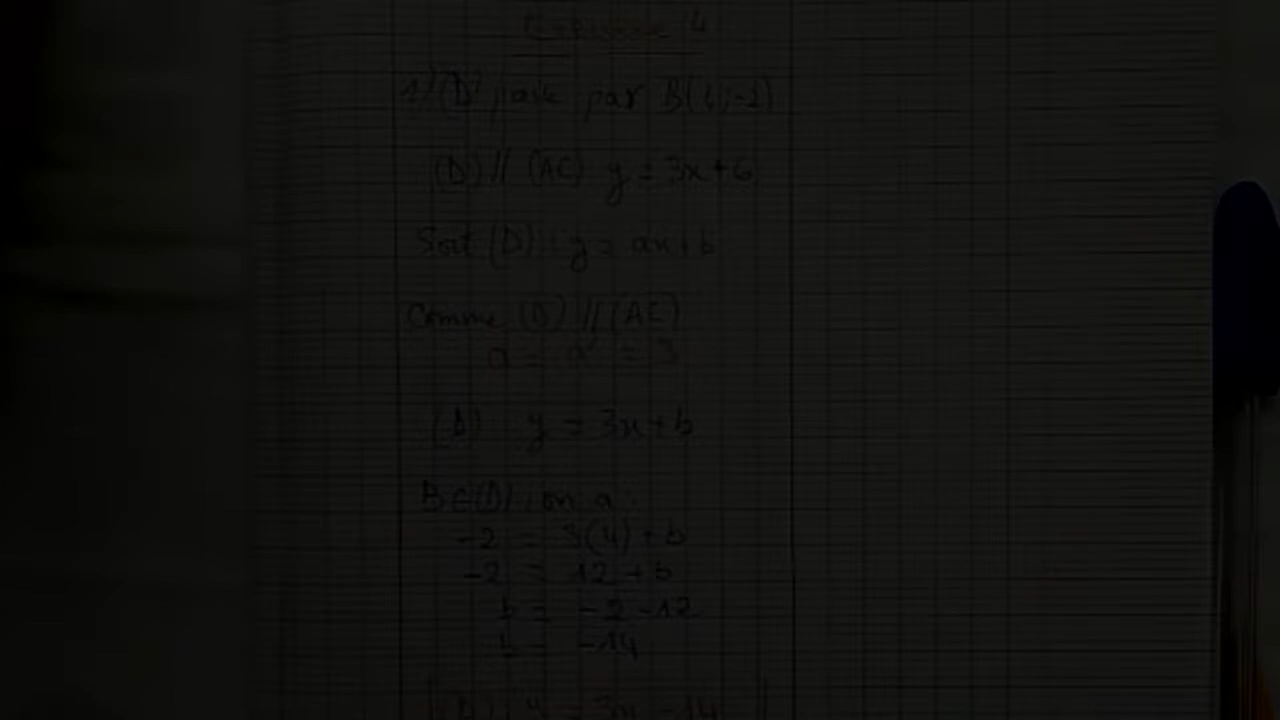 Exercice 4
1) (D) passe par B(4;-2)
(D) // (AC) y = 3x + 6
Soit (D) : y = ax + b
Comme (D) // (AC)
a = a' = 3
(D) y = 3x + b
B ∈ (D), on a :
-2 = 3(4) + b
-2 = 12 + b
b = -2 -12
b = -14
(D) : y = 3x - 14